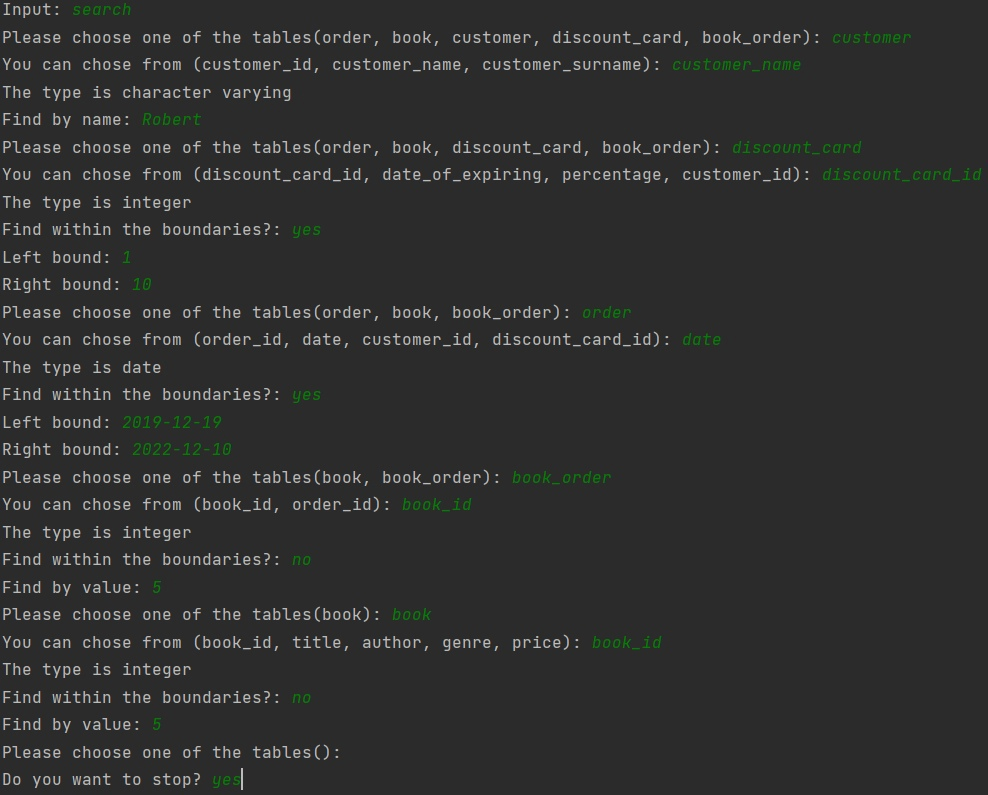 Input: search
Please choose one of the tables(order, book, customer, discount_card, book_order): customer
You can chose from (customer_id, customer_name, customer_surname): customer_name
The type is character varying
Find by name: Robert
Please choose one of the tables(order, book, discount_card, book_order): discount_card
You can chose from (discount_card_id, date_of_expiring, percentage, customer_id): discount_card_id
The type is integer
Find within the boundaries?: yes
Left bound: 1
Right bound: 10
Please choose one of the tables(order, book, book_order): order
You can chose from (order_id, date, customer_id, discount_card_id): date
The type is date
Find within the boundaries?: yes
Left bound: 2019-12-19
Right bound: 2022-12-10
Please choose one of the tables(book, book_order): book_order
You can chose from (book_id, order_id): book_id
The type is integer
Find within the boundaries?: no
Find by value: 5
Please choose one of the tables(book): book
You can chose from (book_id, title, author, genre, price): book_id
The type is integer
Find within the boundaries?: no
Find by value: 5
Please choose one of the tables():
Do you want to stop? yes